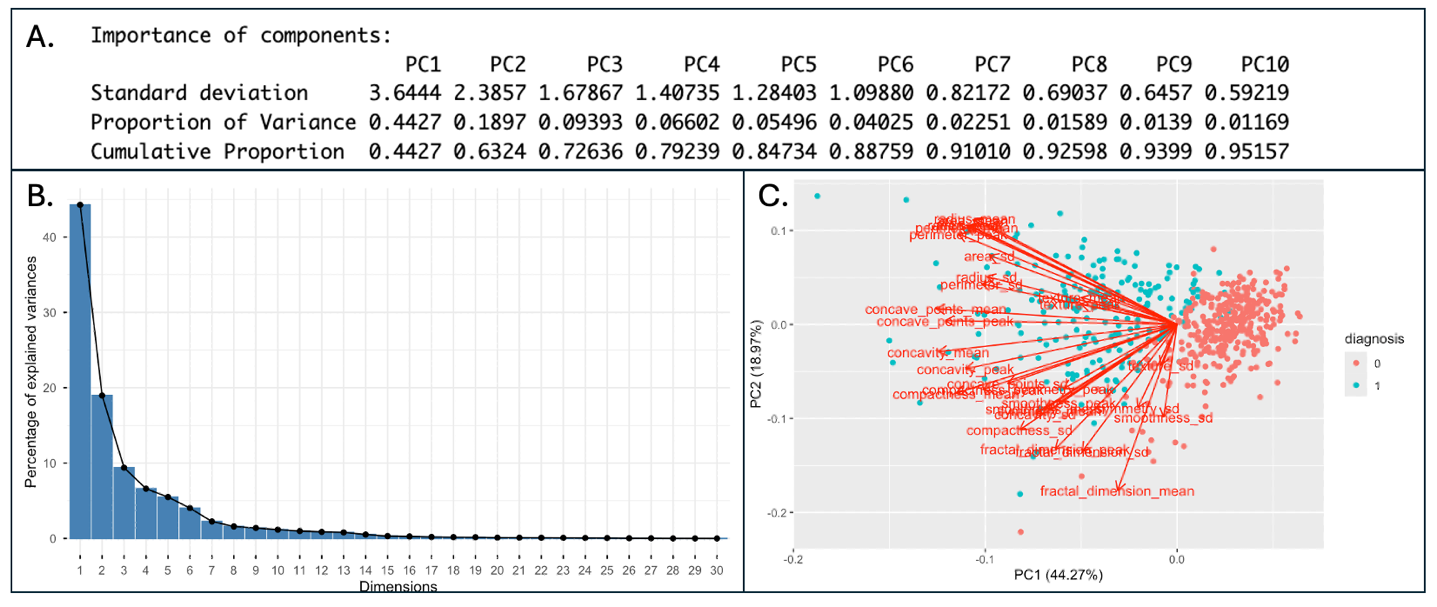 A.
Importance of components:
PC1 PC2 PC3 PC4 PC5 PC6 PC7 PC8 PC9 PC10
Standard deviation 3.6444 2.3857 1.67867 1.40735 1.28403 1.09880 0.82172 0.69037 0.6457 0.59219
Proportion of Variance 0.4427 0.1897 0.09393 0.06602 0.05496 0.04025 0.02251 0.01589 0.0139 0.01169
Cumulative Proportion 0.4427 0.6324 0.72636 0.79239 0.84734 0.88759 0.91010 0.92598 0.9399 0.95157
B.
Percentage of explained variances
40
30
20
10
0
1 2 3 4 5 6 7 8 9 10 11 12 13 14 15 16 17 18 19 20 21 22 23 24 25 26 27 28 29 30
Dimensions
C.
PC2 (18.97%)
0.1
0.0
-0.1
-0.2
radius_mean
perimeter_peak
area_sd
radius_sd
perimeter_sd
texture_mean
texture_peak
concave_points_mean
concave_points_peak
concavity_mean
concavity_peak
texture_sd
concave_points_sd
compactness_mean
smoothness_peak
symmetry_sd
concavity_sd
smoothness_sd
compactness_sd
fractal_dimension_peak
fractal_dimension_sd
fractal_dimension_mean
-0.2 -0.1 0.0
PC1 (44.27%)
diagnosis
0
1